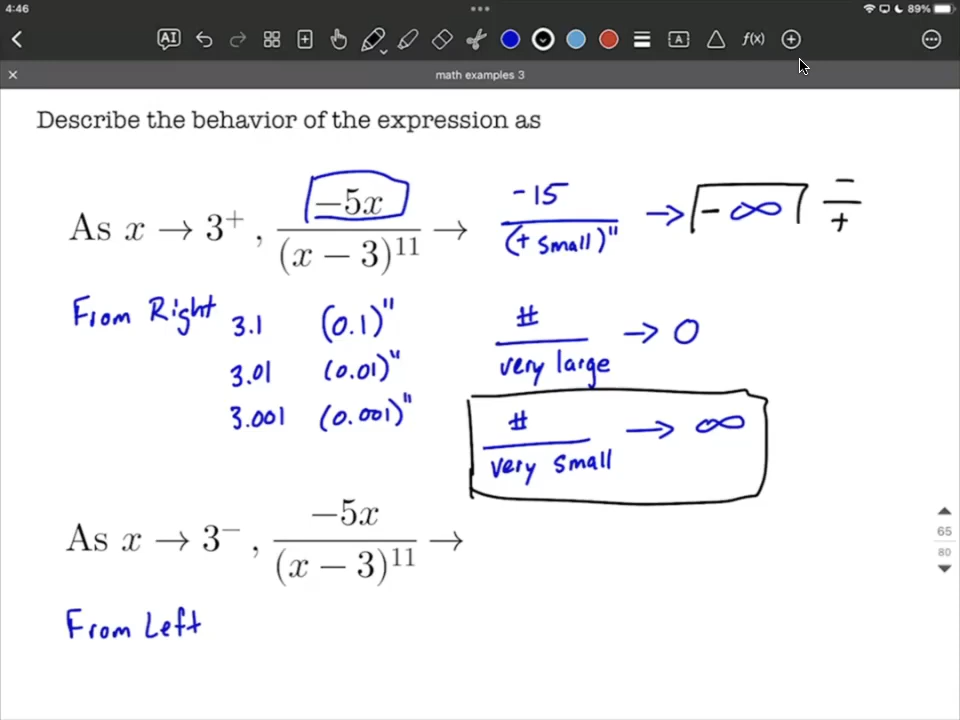 4:46
89%
AI
A
f(x)
math examples 3
Describe the behavior of the expression as
As x → 3⁺ , −5x / (x − 3)¹¹ → -15 / (+ small)¹¹ → -∞ − / +
From Right
3.1 (0.1)¹¹
3.01 (0.01)¹¹
3.001 (0.001)¹¹
# / very large → 0
# / very small → ∞
As x → 3⁻ , −5x / (x − 3)¹¹ →
From Left
65
80